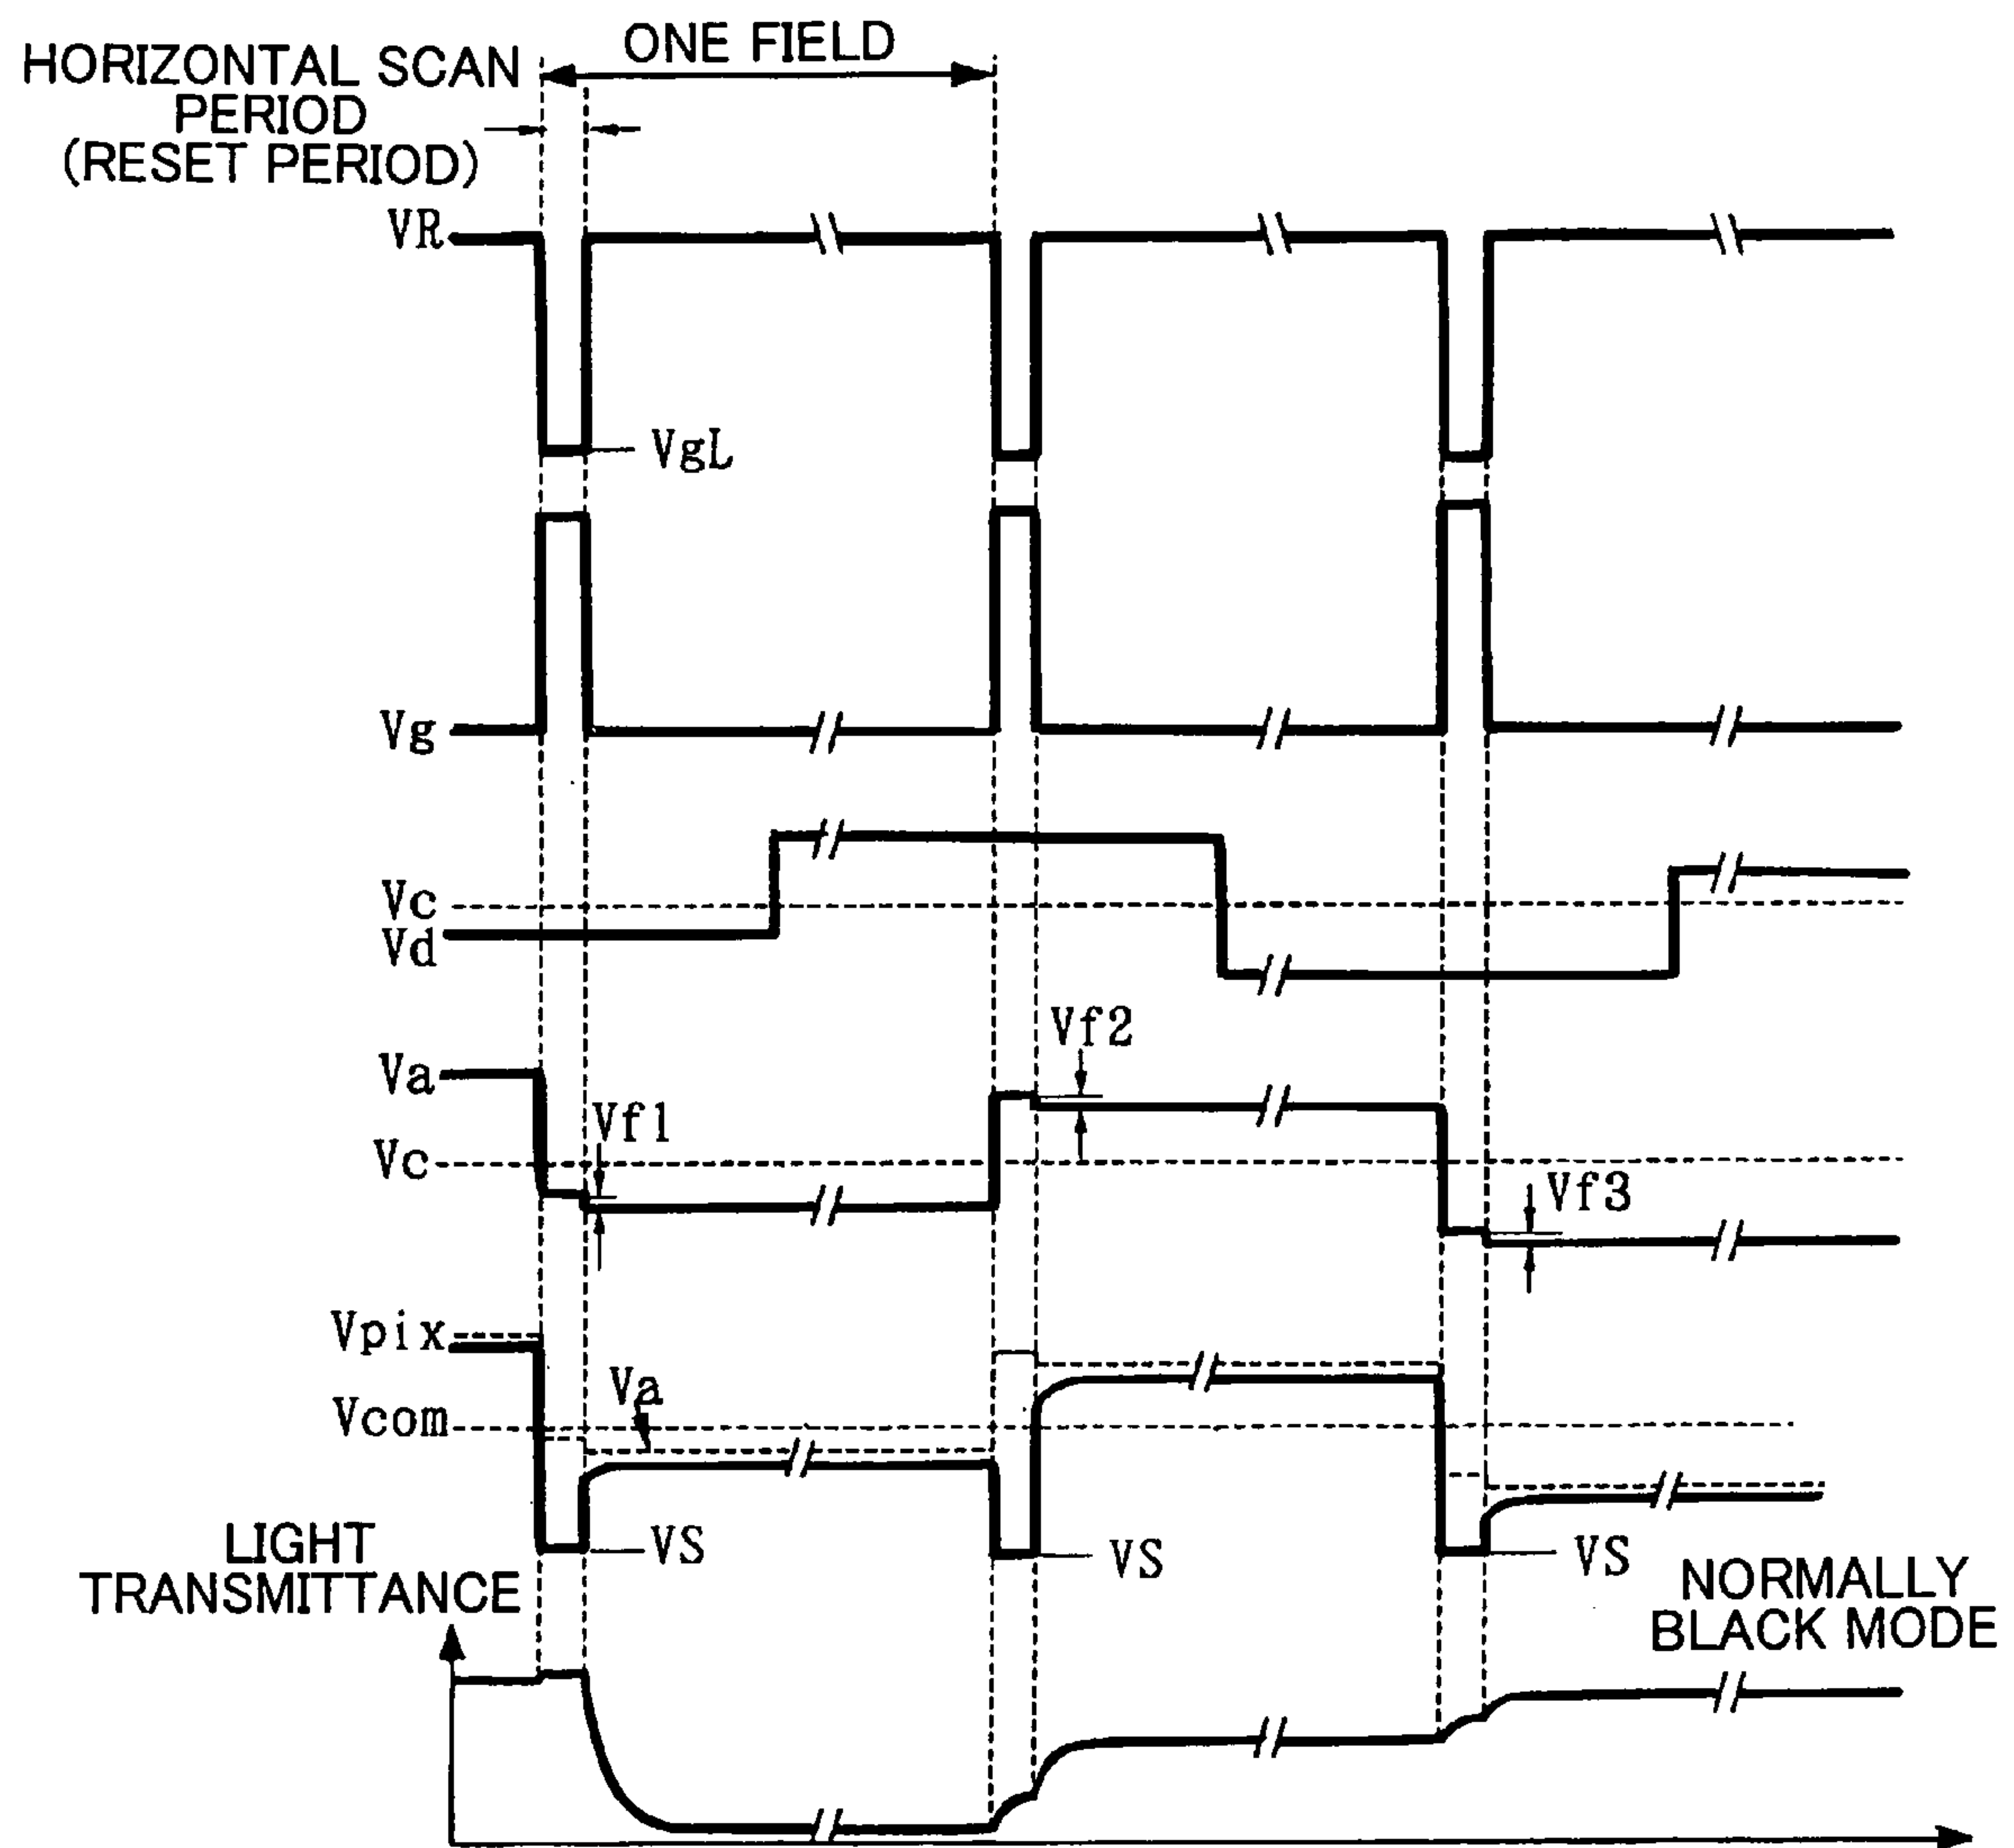 ONE FIELD
HORIZONTAL SCAN
PERIOD
(RESET PERIOD)
VR
VgL
Vg
Vc
Vd
Vf2
Va
Vf1
Vc
Vf3
Vpix
Va
Vcom
VS
VS
VS
LIGHT
TRANSMITTANCE
NORMALLY
BLACK MODE